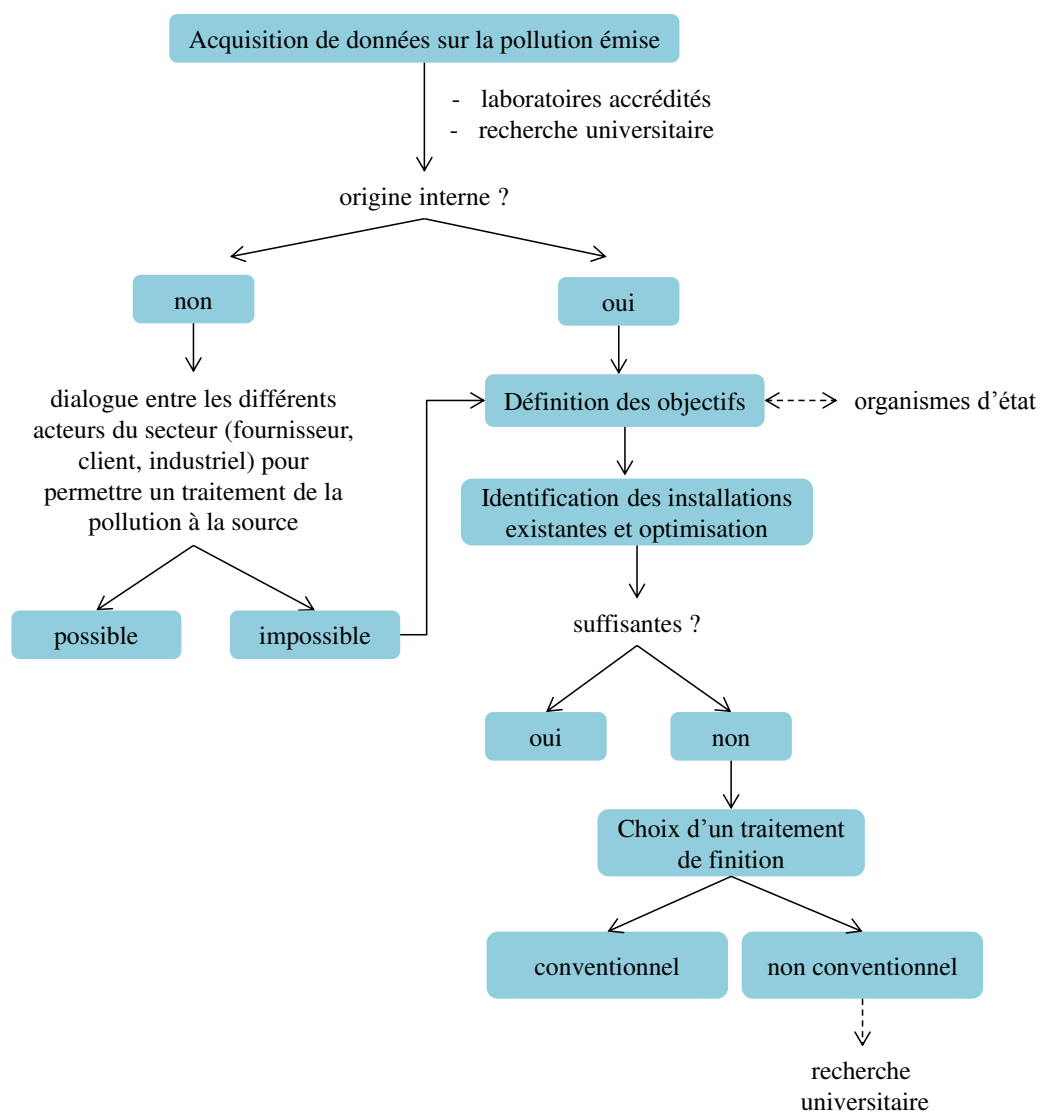 Acquisition de données sur la pollution émise
- laboratoires accrédités
- recherche universitaire
origine interne ?
non
oui
dialogue entre les différents
acteurs du secteur (fournisseur,
client, industriel) pour
permettre un traitement de la
pollution à la source
Définition des objectifs
organismes d’état
Identification des installations
existantes et optimisation
possible
impossible
suffisantes ?
oui
non
Choix d’un traitement
de finition
conventionnel
non conventionnel
recherche
universitaire